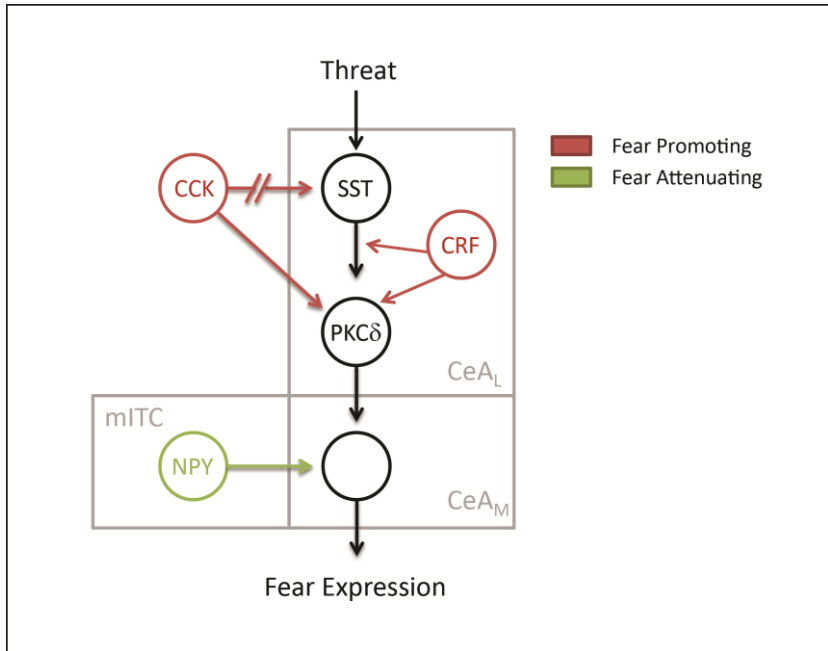 Threat
CCK
SST
Fear Promoting
Fear Attenuating
CRF
PKCδ
CeAL
mITC
NPY
CeAM
Fear Expression